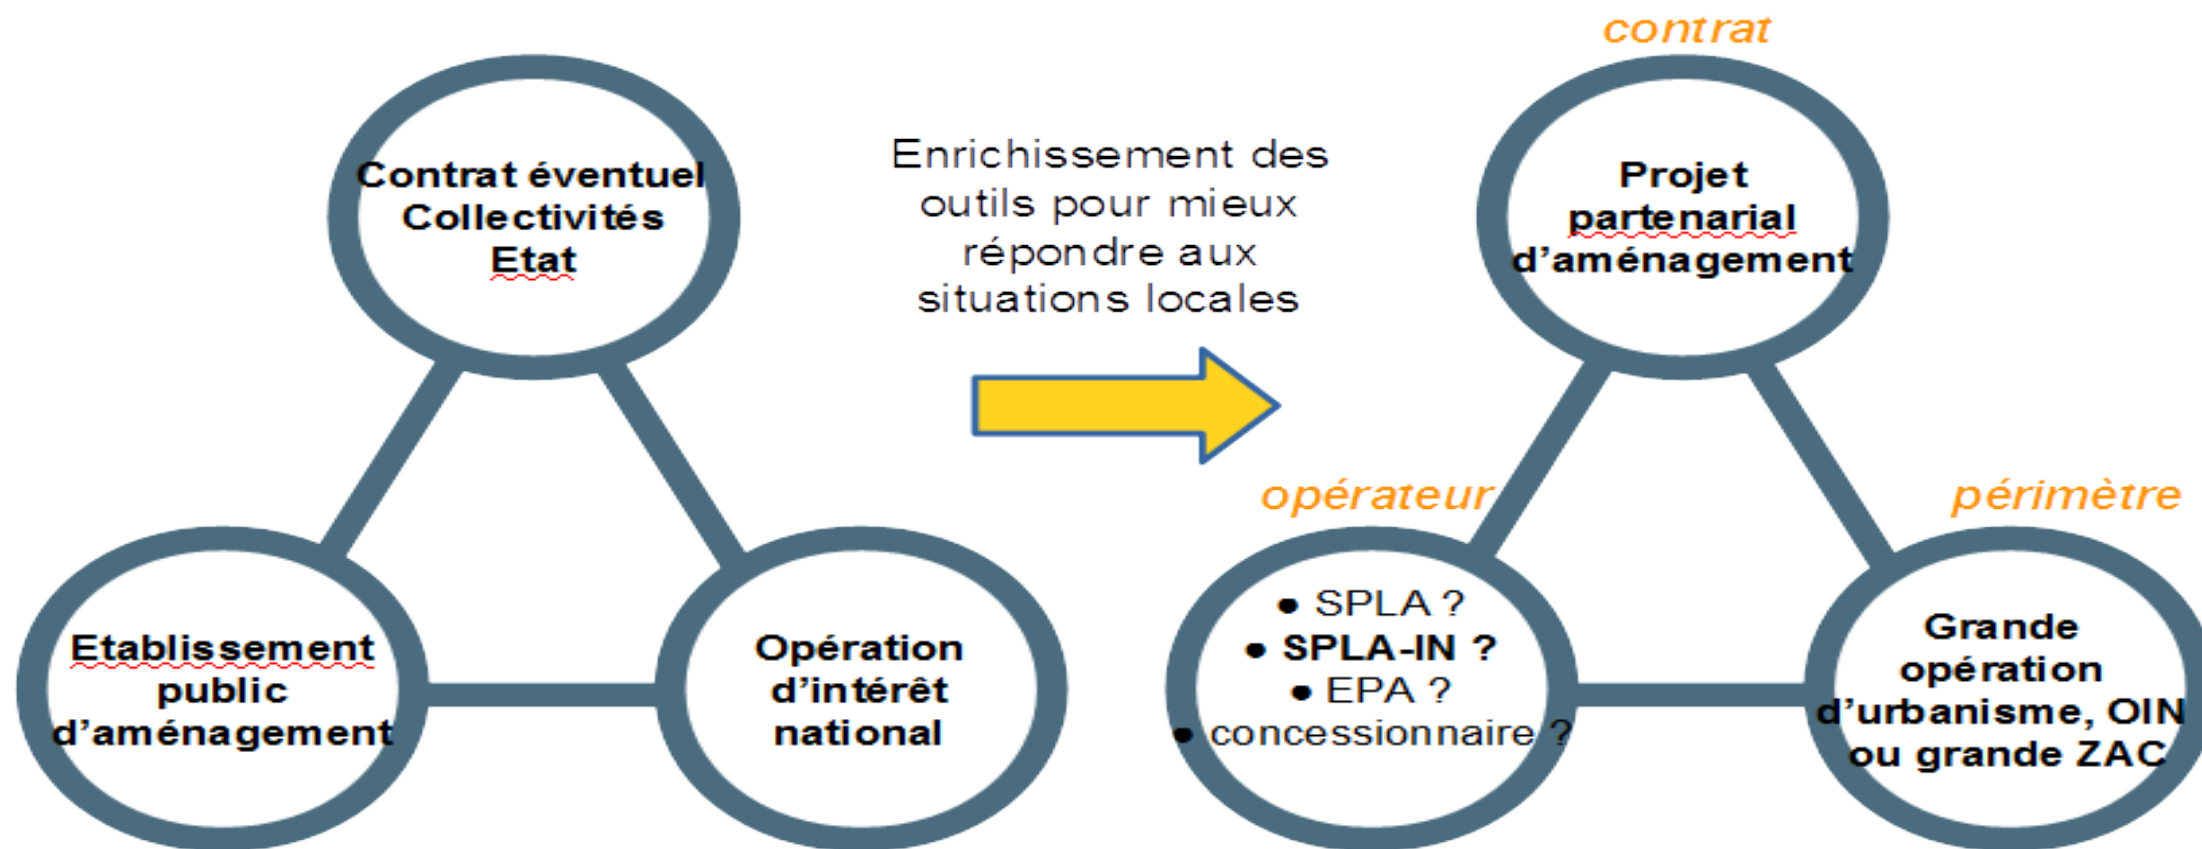 Contrat éventuel
Collectivités
Etat
Etablissement
public
d'aménagement
Opération
d'intérêt
national
Enrichissement des
outils pour mieux
répondre aux
situations locales
contrat
Projet
partenarial
d'aménagement
opérateur
• SPLA ?
• SPLA-IN ?
• EPA ?
• concessionnaire ?
périmètre
Grande
opération
d'urbanisme, OIN
ou grande ZAC